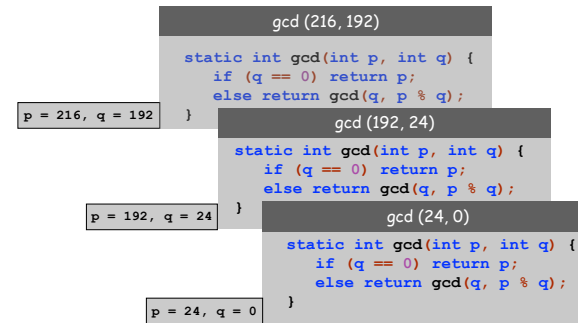 gcd (216, 192)
static int gcd(int p, int q) {
if (q == 0) return p;
else return gcd(q, p % q);
p = 216, q = 192
}
gcd (192, 24)
static int gcd(int p, int q) {
if (q == 0) return p;
else return gcd(q, p % q);
p = 192, q = 24
}
gcd (24, 0)
static int gcd(int p, int q) {
if (q == 0) return p;
else return gcd(q, p % q);
p = 24, q = 0
}